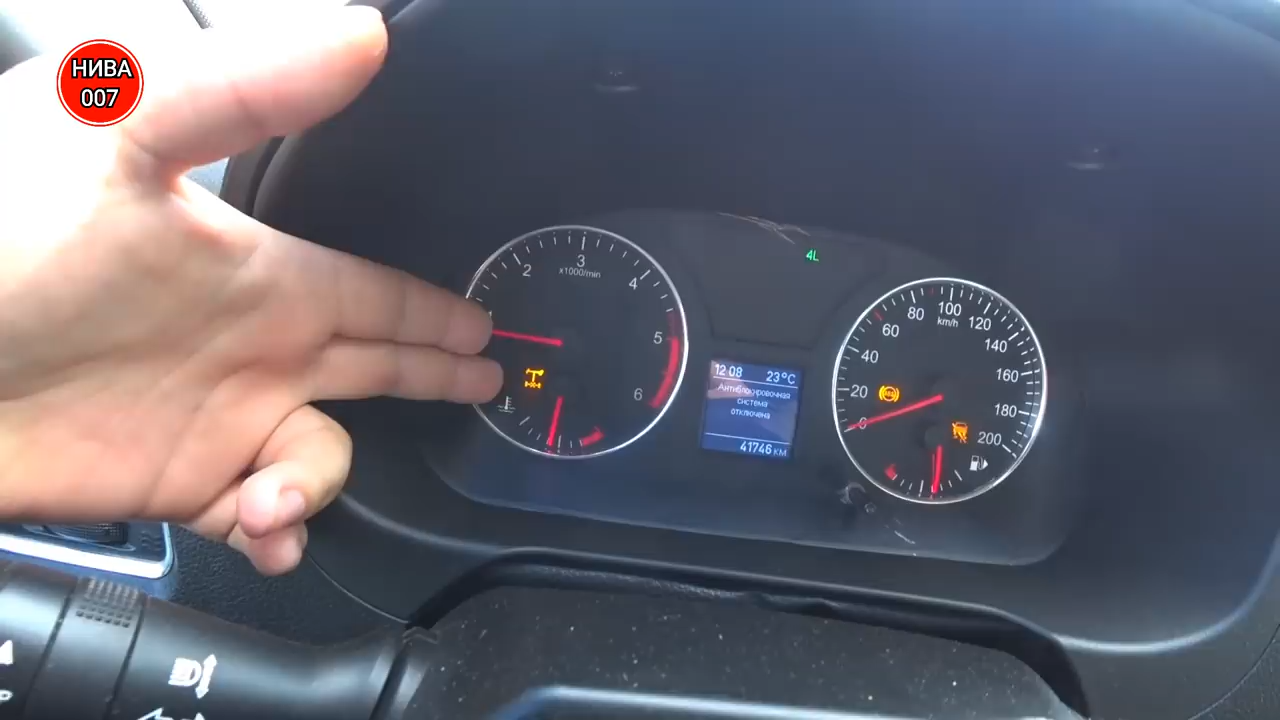 НИВА
007
2
3
4
5
6
x1000/min
4L
12:08 23°C
Антиблокировочная
система
отключена
41746 КМ
0
20
40
60
80
100
120
140
160
180
200
km/h